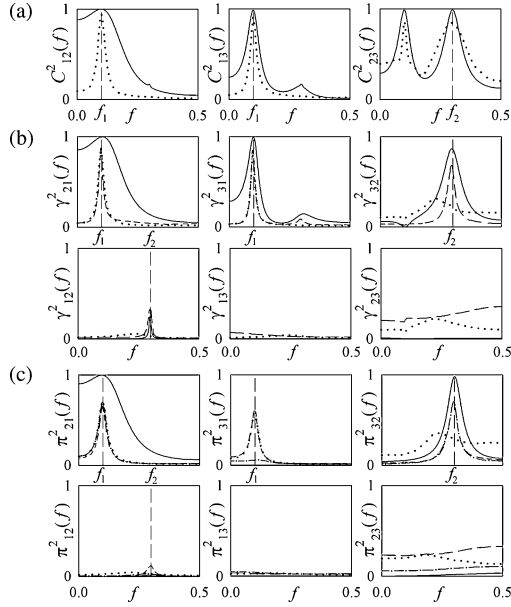 (a)
C²₁₂(f) 1 0 0.0 f₁ f 0.5
C²₁₃(f) 1 0 0.0 f₁ f 0.5
C²₂₃(f) 1 0 0.0 f f₂ 0.5
(b)
γ²₂₁(f) 1 0 f₁ f₂
γ²₃₁(f) 1 0 f₁
γ²₃₂(f) 1 0 f₂
γ²₁₂(f) 1 0 0.0 f 0.5
γ²₁₃(f) 1 0 0.0 f 0.5
γ²₂₃(f) 1 0 0.0 f 0.5
(c)
π²₂₁(f) 1 0 f₁ f₂
π²₃₁(f) 1 0 f₁
π²₃₂(f) 1 0 f₂
π²₁₂(f) 1 0 0.0 f 0.5
π²₁₃(f) 1 0 0.0 f 0.5
π²₂₃(f) 1 0 0.0 f 0.5